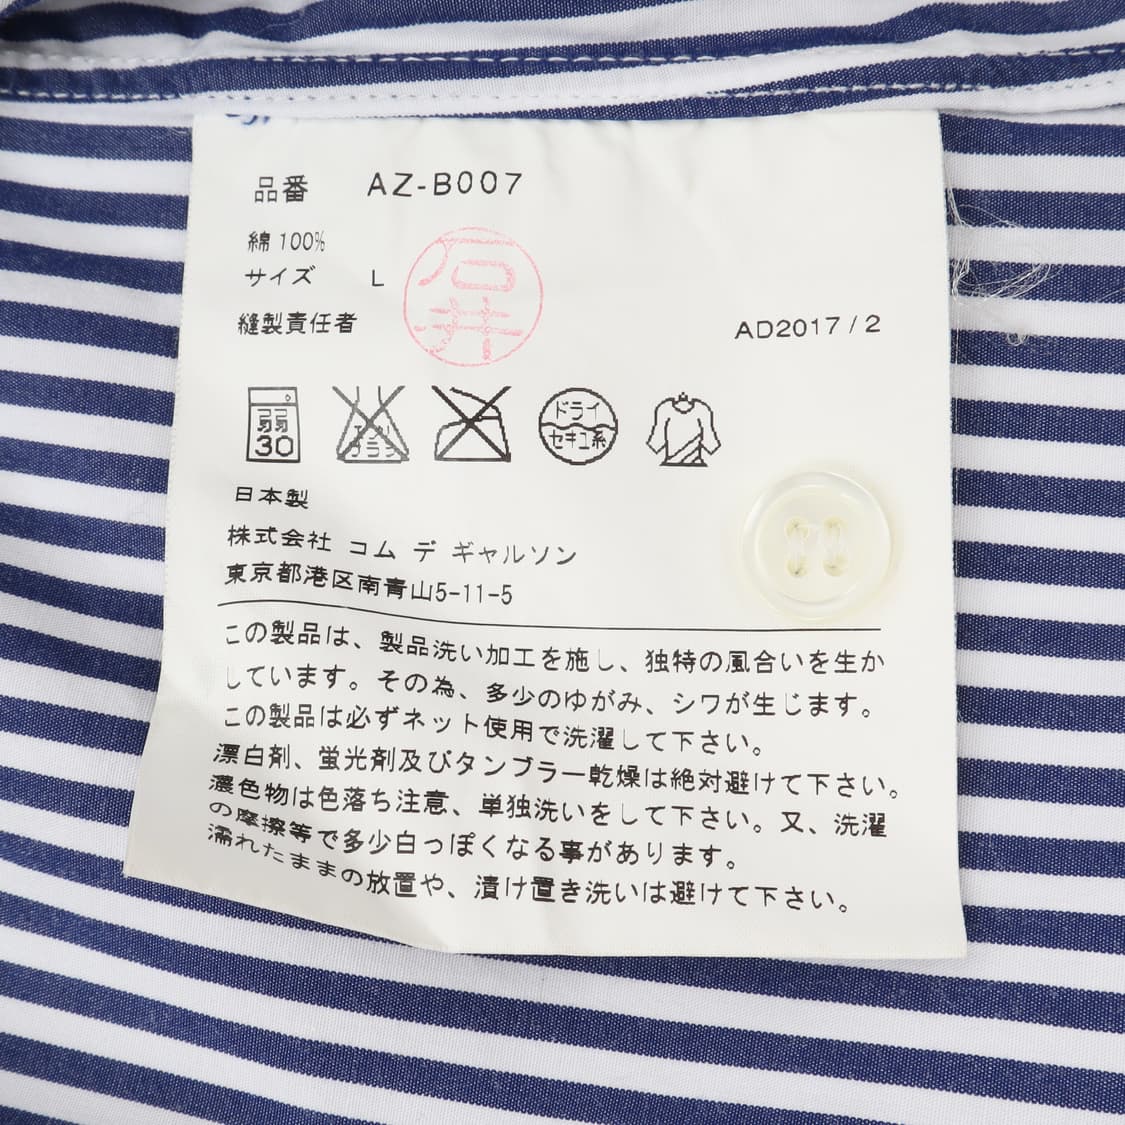 品番 AZ-B007
綿 100%
サイズ L
縫製責任者
石井
AD2017 / 2
弱
30
エンソ
サラシ
ドライ
セキユ系
日本製
株式会社 コム デ ギャルソン
東京都港区南青山5-11-5
この製品は、製品洗い加工を施し、独特の風合いを生か
しています。その為、多少のゆがみ、シワが生じます。
この製品は必ずネット使用で洗濯して下さい。
漂白剤、蛍光剤及びタンブラー乾燥は絶対避けて下さい。
濃色物は色落ち注意、単独洗いをして下さい。又、洗濯
の摩擦等で多少白っぽくなる事があります。
濡れたままの放置や、漬け置き洗いは避けて下さい。